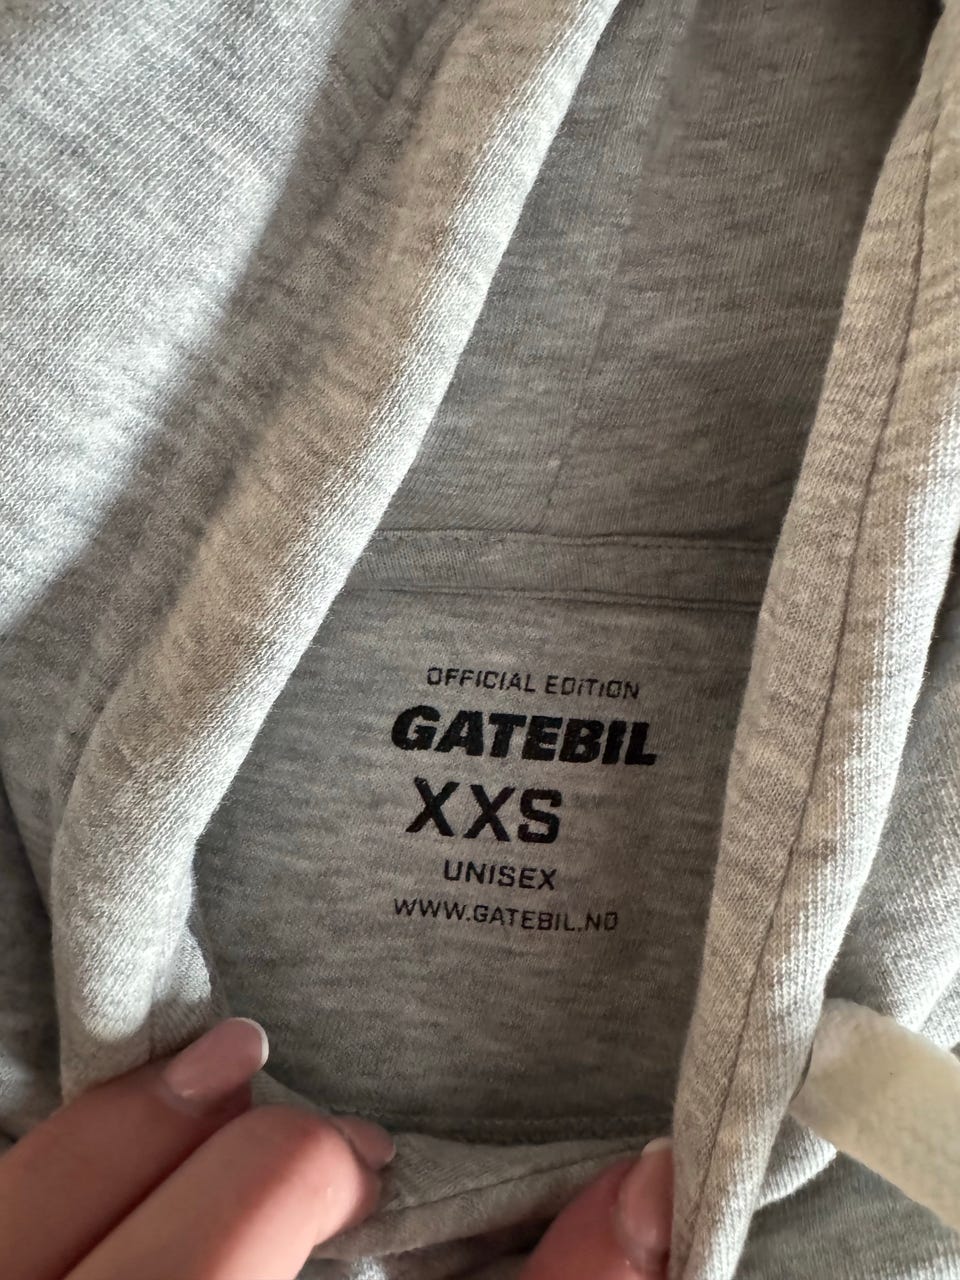 OFFICIAL EDITION
GATEBIL
XXS
UNISEX
WWW.GATEBIL.NO